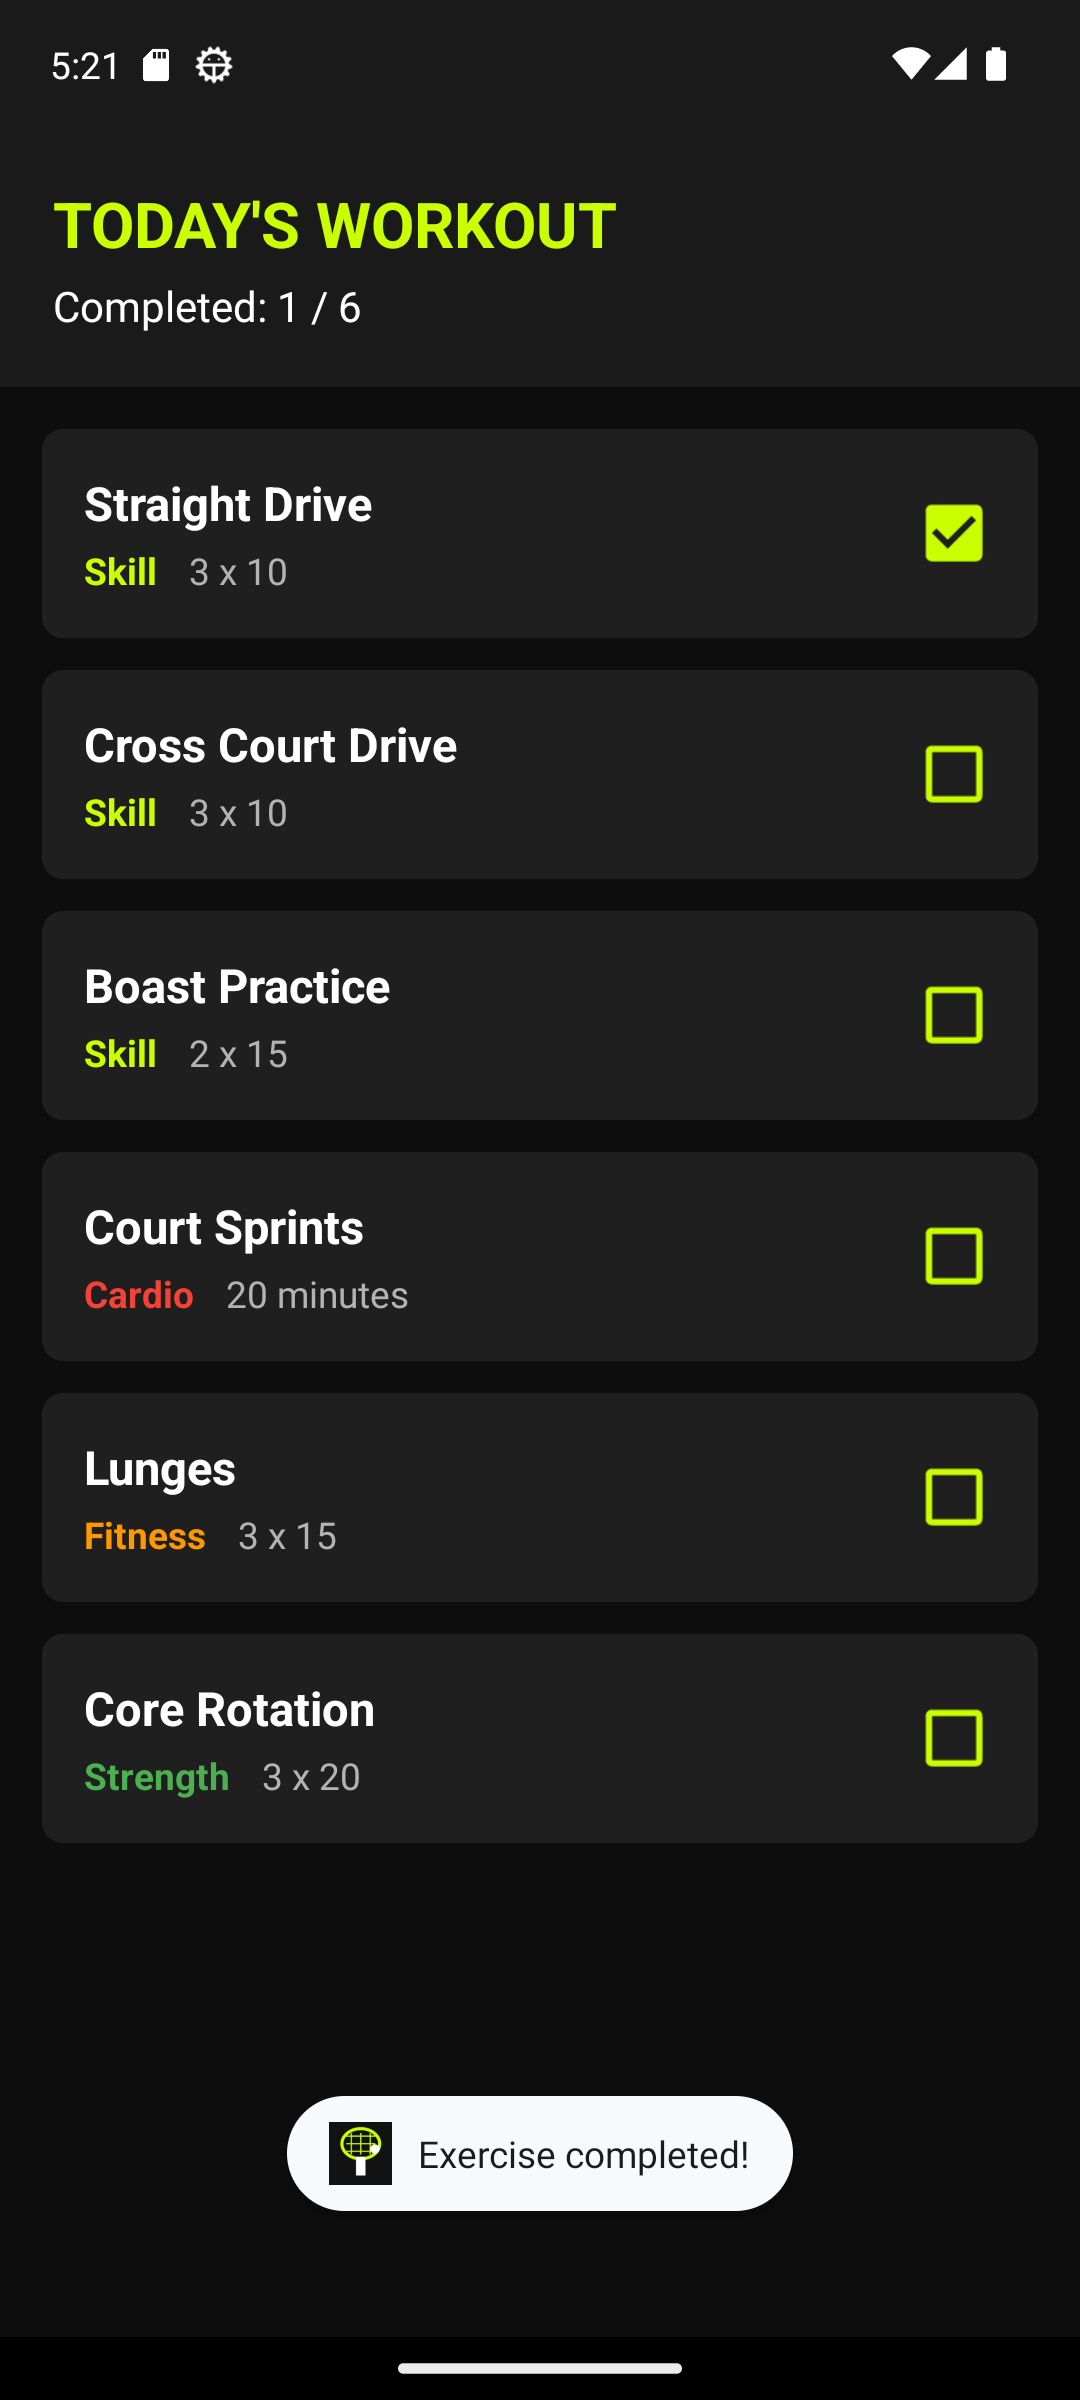 5:21
TODAY'S WORKOUT
Completed: 1 / 6
Straight Drive
Skill 3 x 10
Cross Court Drive
Skill 3 x 10
Boast Practice
Skill 2 x 15
Court Sprints
Cardio 20 minutes
Lunges
Fitness 3 x 15
Core Rotation
Strength 3 x 20
Exercise completed!